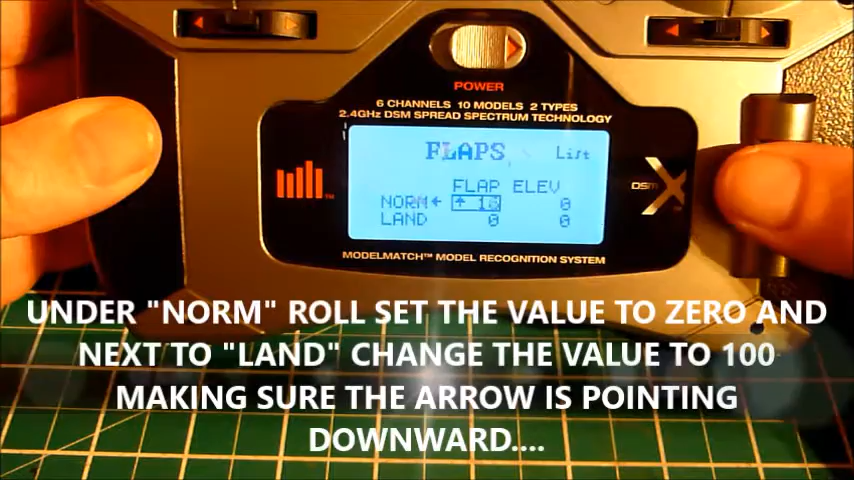 POWER
6 CHANNELS 10 MODELS 2 TYPES
2.4GHz DSM SPREAD SPECTRUM TECHNOLOGY
FLAPS List
FLAP ELEV
NORM← ↑ 10 0
LAND 0 0
DSMX
MODELMATCH™ MODEL RECOGNITION SYSTEM
UNDER "NORM" ROLL SET THE VALUE TO ZERO AND
NEXT TO "LAND" CHANGE THE VALUE TO 100
MAKING SURE THE ARROW IS POINTING
DOWNWARD....